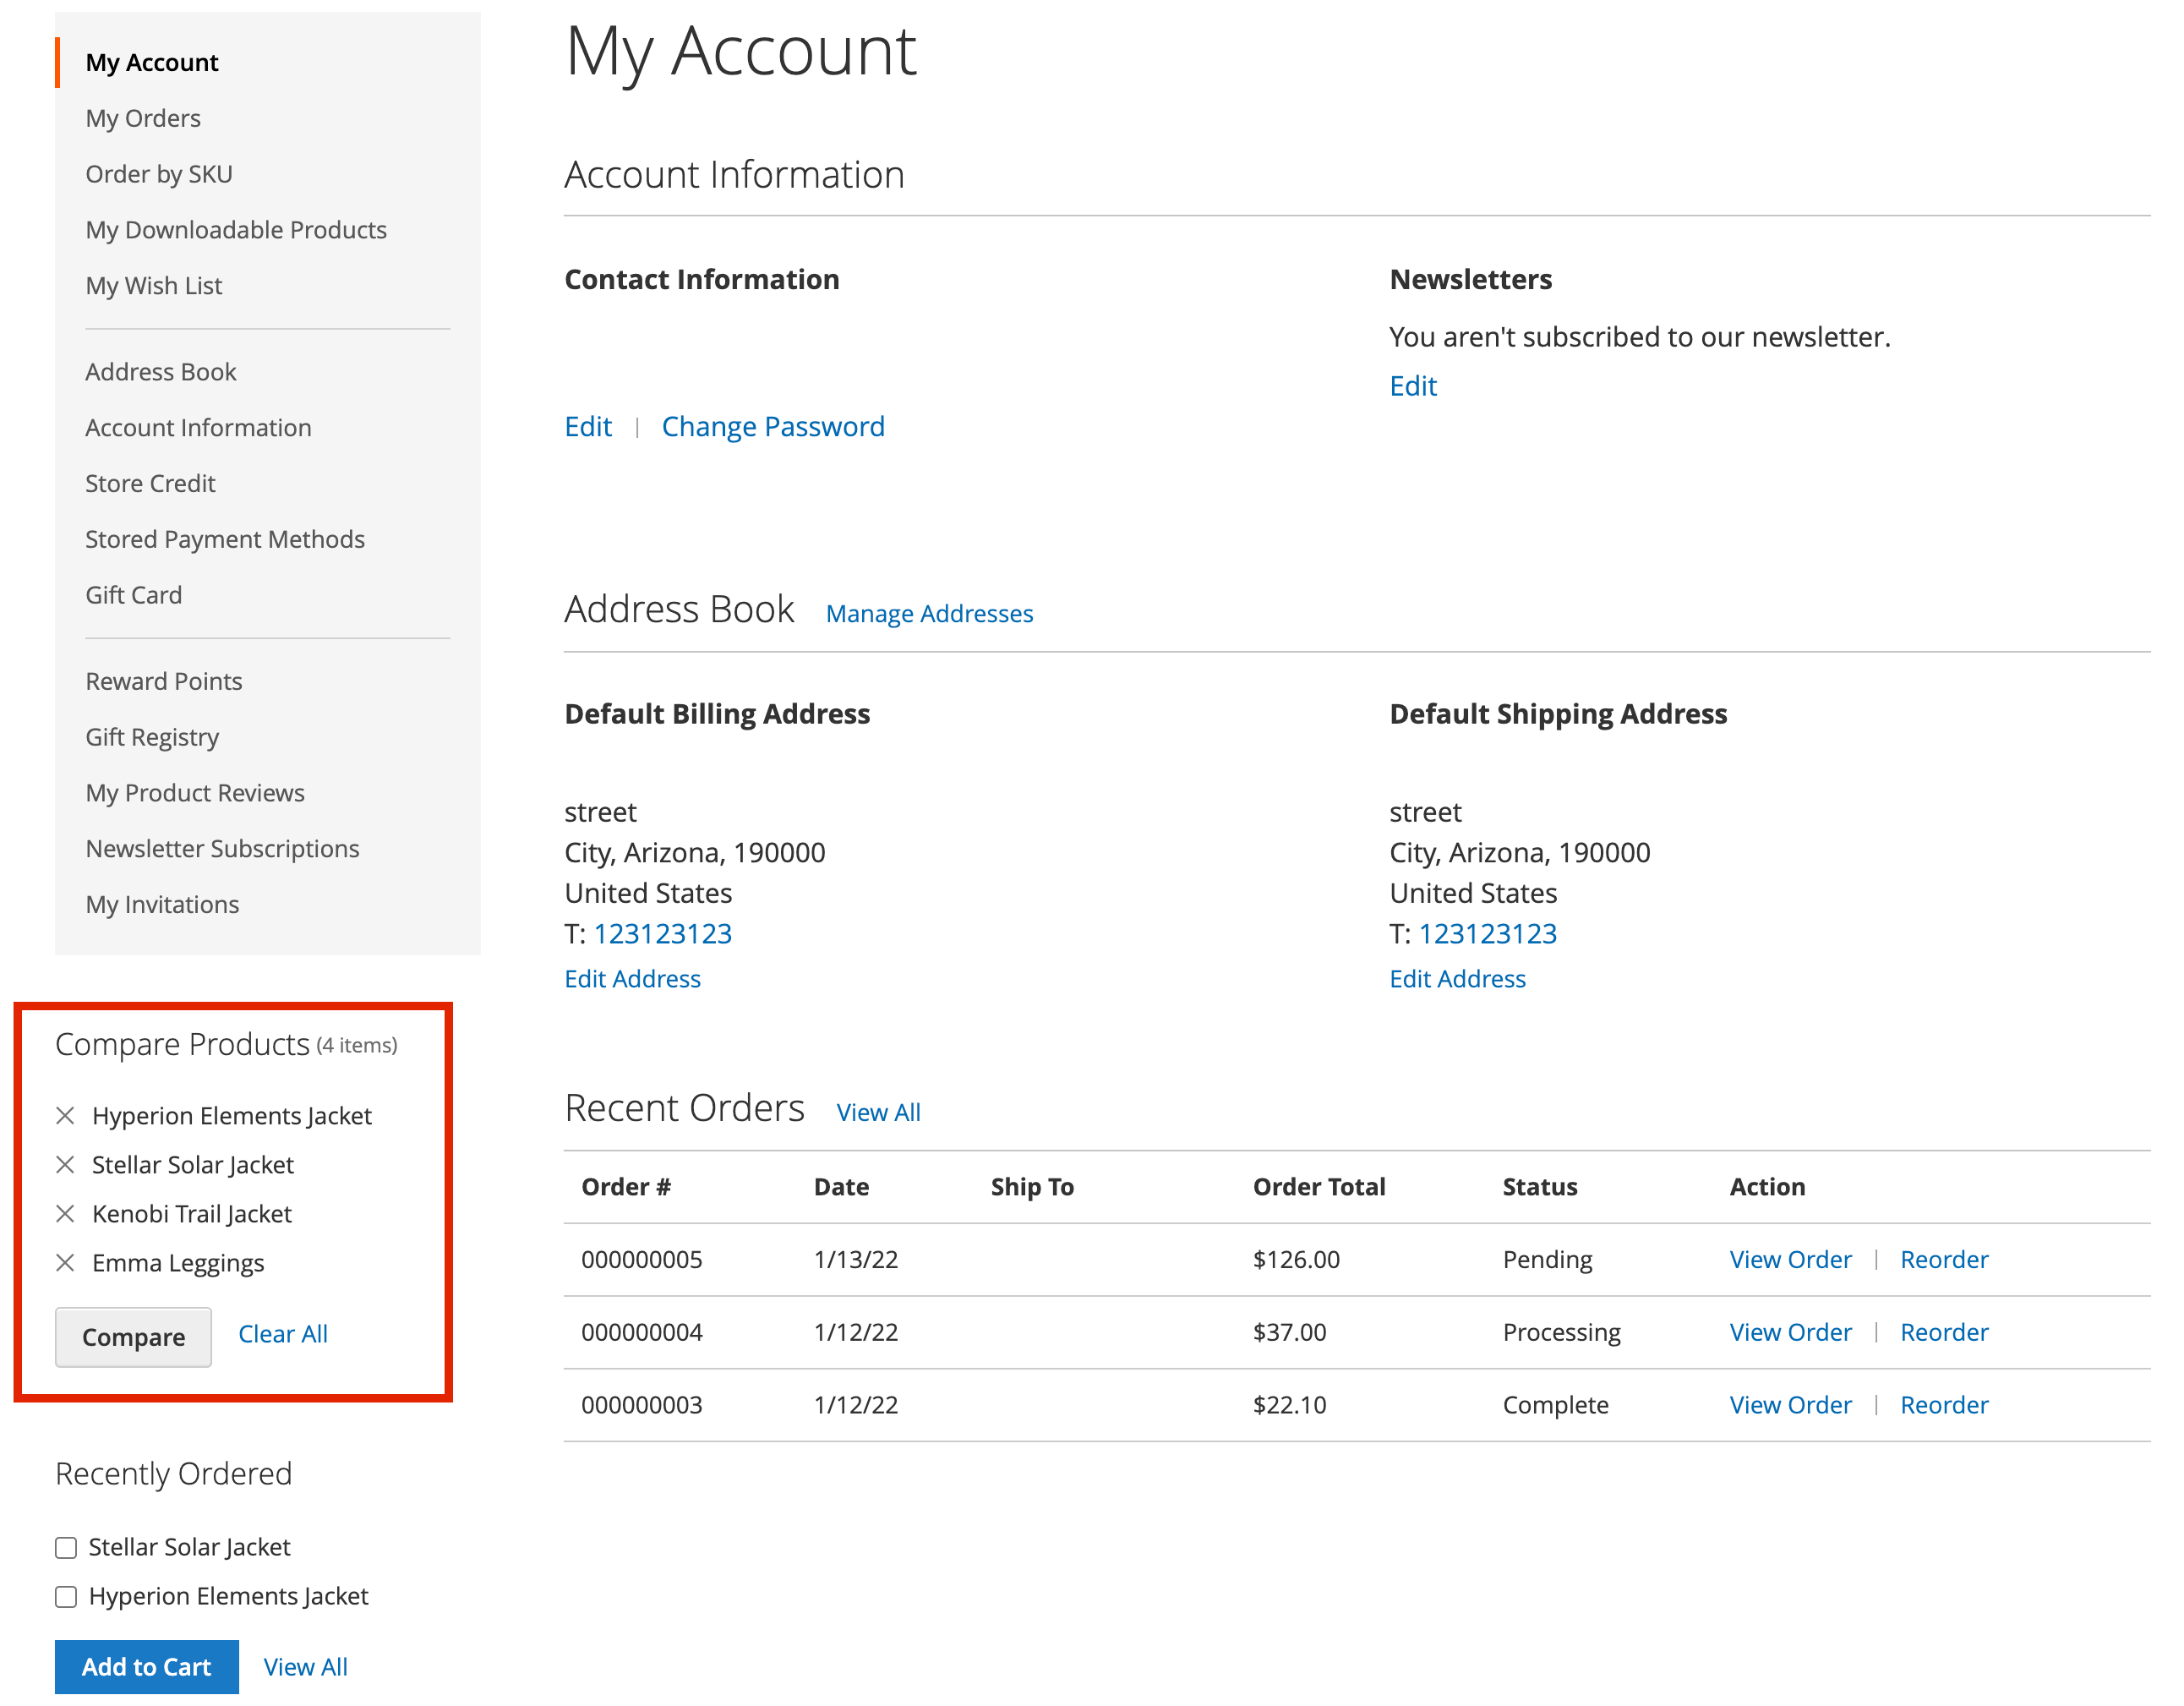 My Account
My Orders
Order by SKU
My Downloadable Products
My Wish List
Address Book
Account Information
Store Credit
Stored Payment Methods
Gift Card
Reward Points
Gift Registry
My Product Reviews
Newsletter Subscriptions
My Invitations
Compare Products (4 items)
Hyperion Elements Jacket
Stellar Solar Jacket
Kenobi Trail Jacket
Emma Leggings
Compare Clear All
Recently Ordered
Stellar Solar Jacket
Hyperion Elements Jacket
Add to Cart View All
My Account
Account Information
Contact Information
Edit | Change Password
Newsletters
You aren't subscribed to our newsletter.
Edit
Address Book Manage Addresses
Default Billing Address
street
City, Arizona, 190000
United States
T: 123123123
Edit Address
Default Shipping Address
street
City, Arizona, 190000
United States
T: 123123123
Edit Address
Recent Orders View All
Order # Date Ship To Order Total Status Action
000000005 1/13/22 $126.00 Pending View Order | Reorder
000000004 1/12/22 $37.00 Processing View Order | Reorder
000000003 1/12/22 $22.10 Complete View Order | Reorder